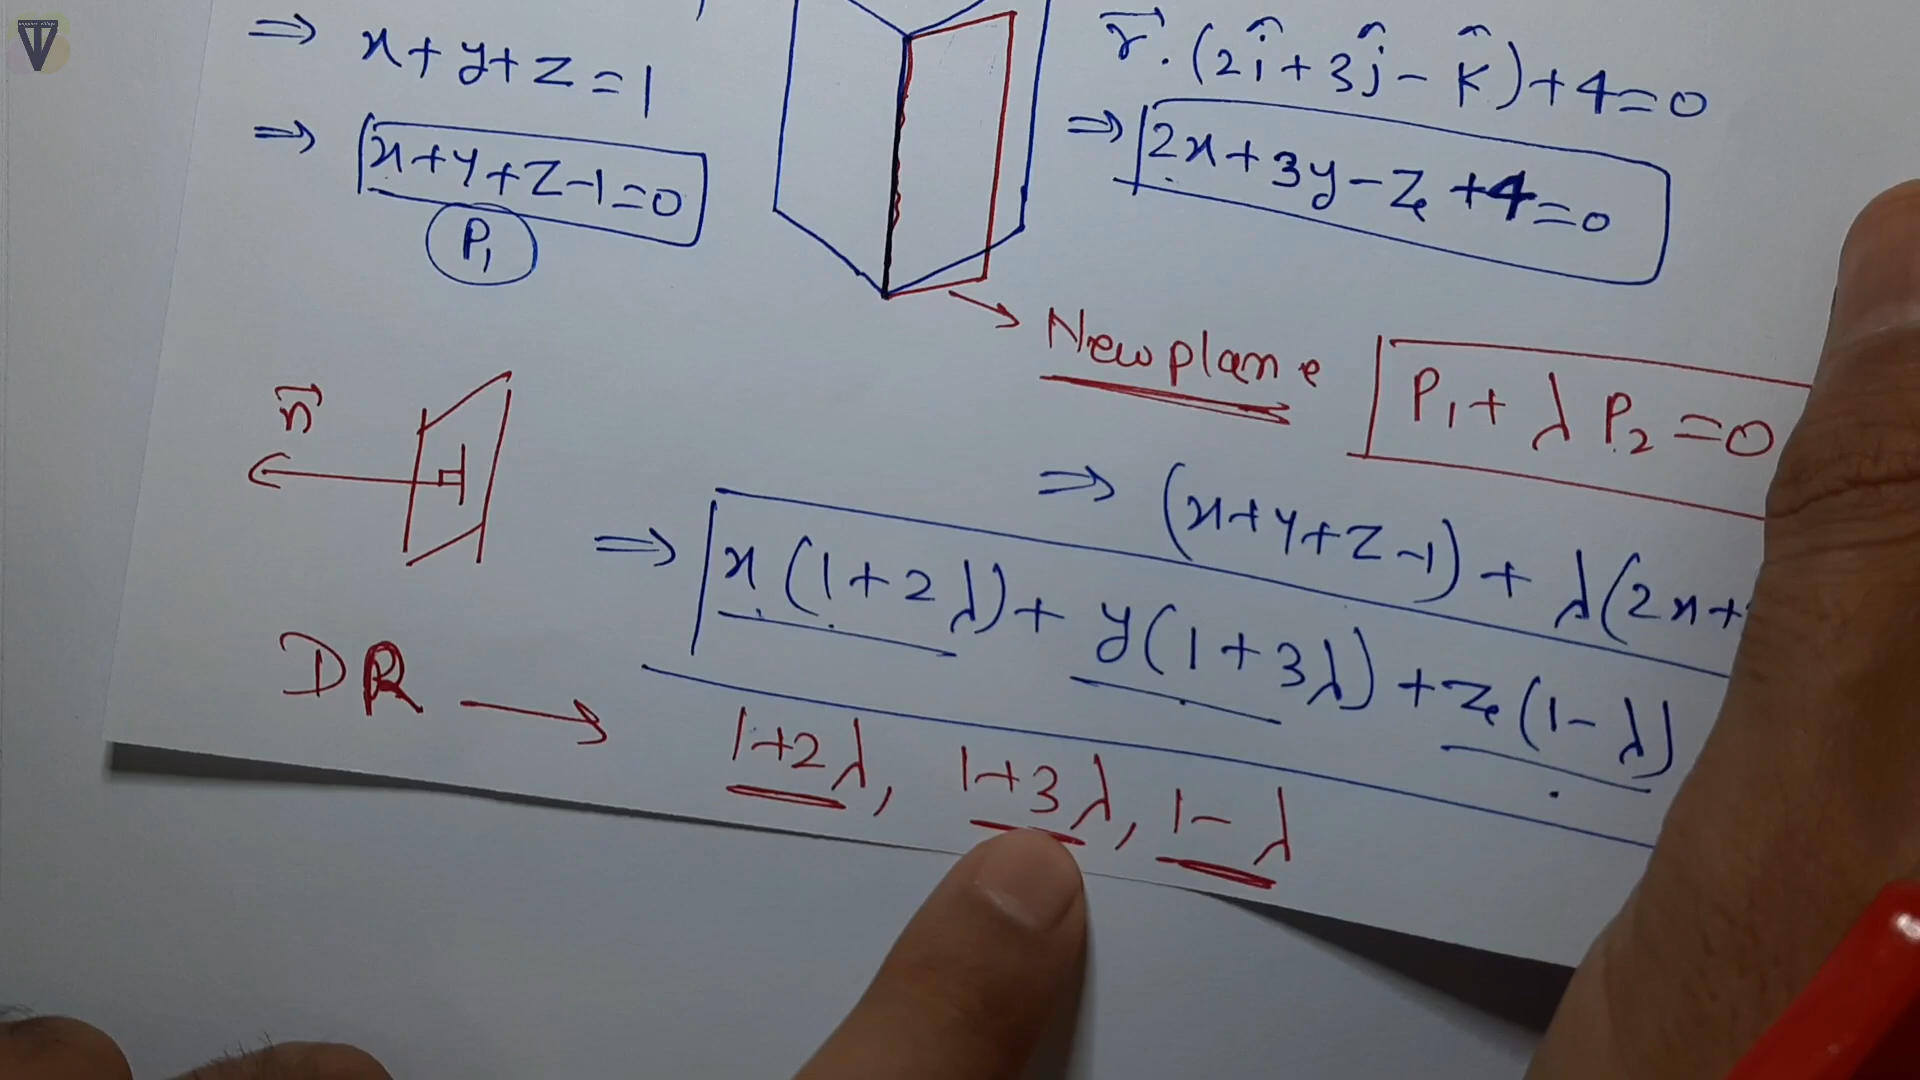 ⇒ x+y+z=1
⇒ x+y+z-1=0
P₁
r⃗.(2î+3ĵ-k̂)+4=0
⇒ 2x+3y-z+4=0
New plane P₁+λP₂=0
n⃗
⇒ (x+y+z-1)+λ(2x+
⇒ x(1+2λ)+y(1+3λ)+z(1-λ)
DR → 1+2λ, 1+3λ, 1-λ